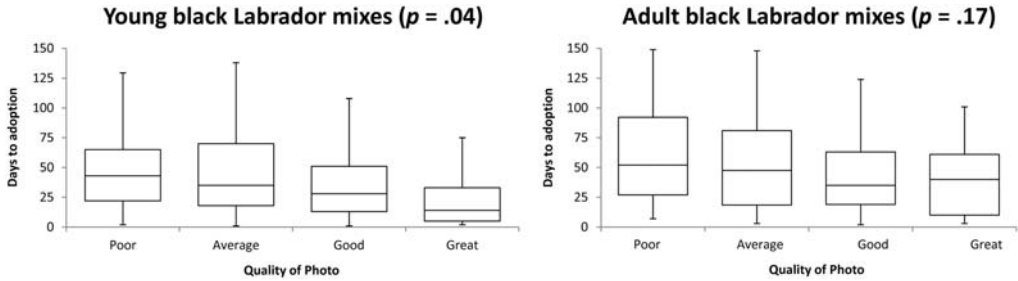 Young black Labrador mixes (p = .04)
150
125
100
75
50
25
0
Days to adoption
Poor Average Good Great
Quality of Photo
Adult black Labrador mixes (p = .17)
150
125
100
75
50
25
0
Days to adoption
Poor Average Good Great
Quality of Photo